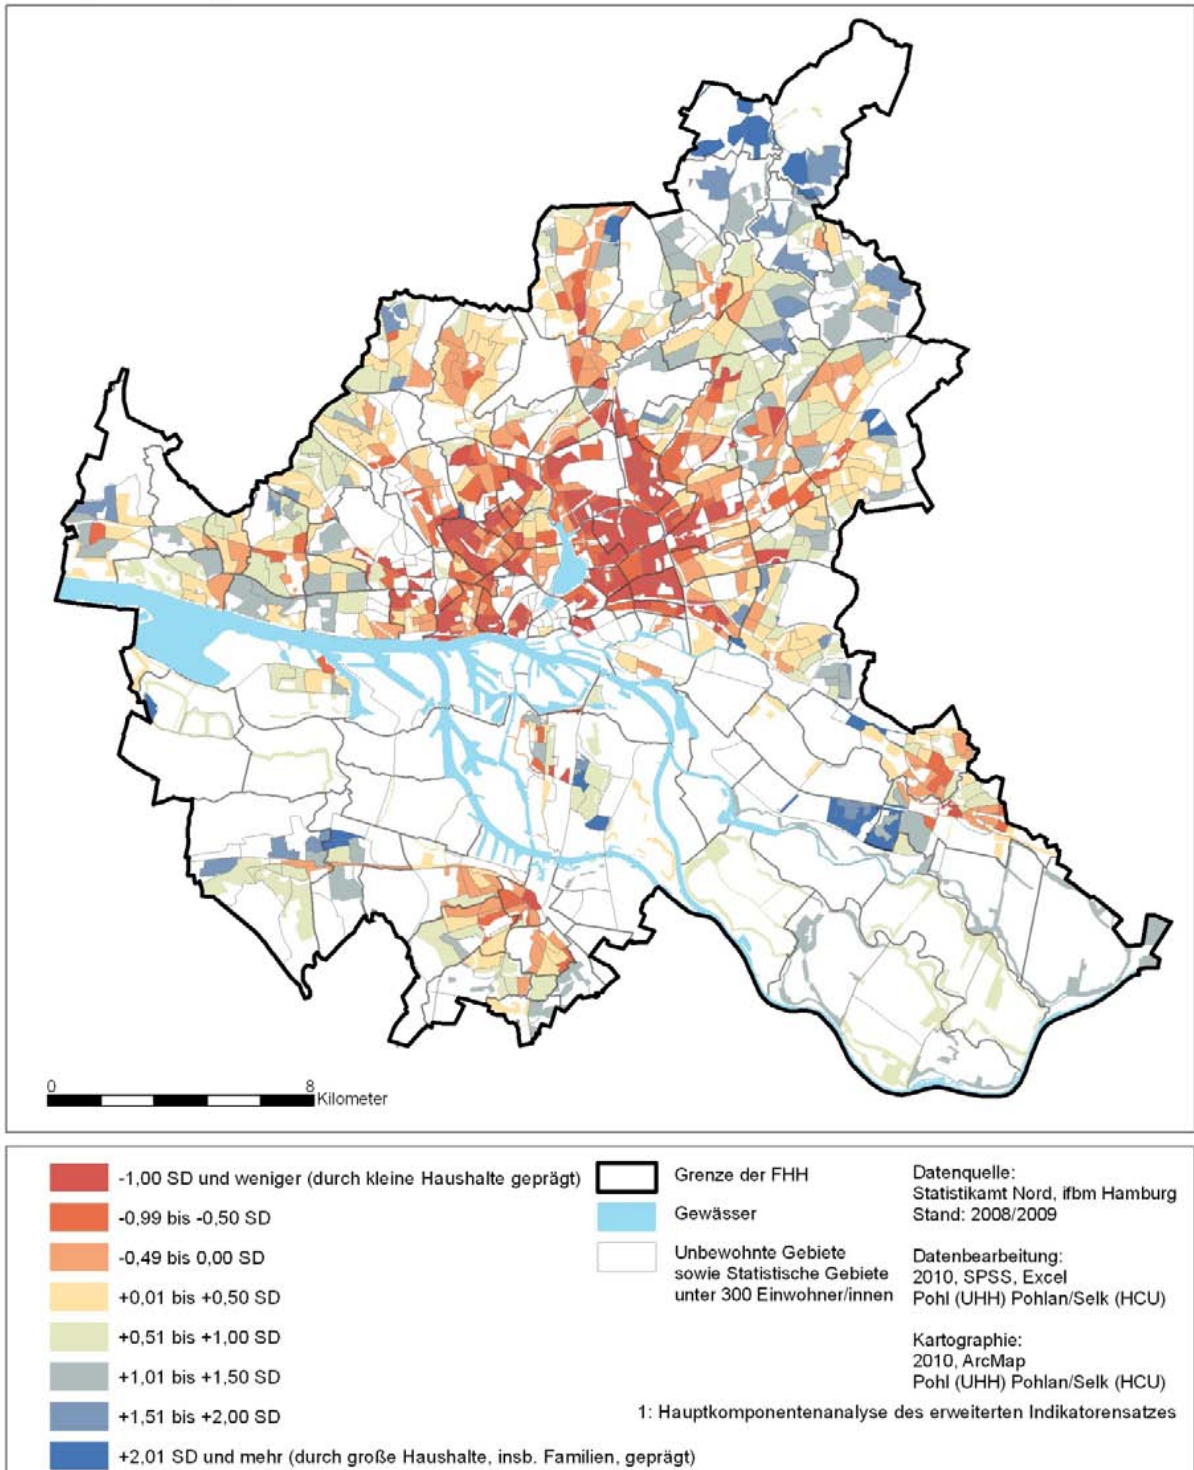 0 8
Kilometer
-1,00 SD und weniger (durch kleine Haushalte geprägt)
-0,99 bis -0,50 SD
-0,49 bis 0,00 SD
+0,01 bis +0,50 SD
+0,51 bis +1,00 SD
+1,01 bis +1,50 SD
+1,51 bis +2,00 SD
+2,01 SD und mehr (durch große Haushalte, insb. Familien, geprägt)
Grenze der FHH
Gewässer
Unbewohnte Gebiete
sowie Statistische Gebiete
unter 300 Einwohner/innen
Datenquelle:
Statistikamt Nord, ifbm Hamburg
Stand: 2008/2009
Datenbearbeitung:
2010, SPSS, Excel
Pohl (UHH) Pohlan/Selk (HCU)
Kartographie:
2010, ArcMap
Pohl (UHH) Pohlan/Selk (HCU)
1: Hauptkomponentenanalyse des erweiterten Indikatorensatzes